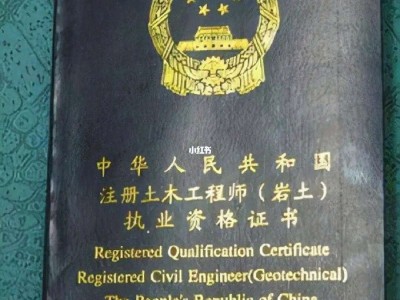 小红书
中华人民共和国
注册土木工程师（岩土）
执业资格证书
Registered Qualification Certificate
Registered Civil Engineer(Geotechnical)
The People's Republic of China